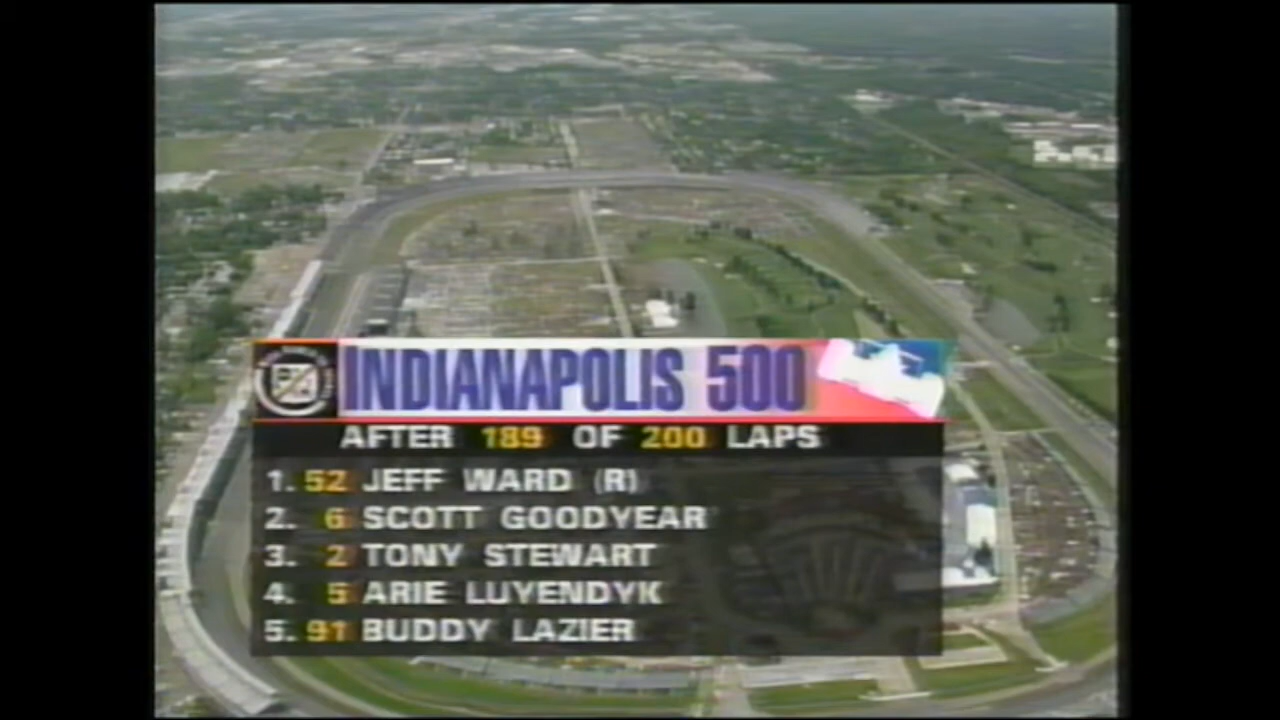 INDIANAPOLIS 500
AFTER 189 OF 200 LAPS
1. 52 JEFF WARD (R)
2. 6 SCOTT GOODYEAR
3. 2 TONY STEWART
4. 5 ARIE LUYENDYK
5. 91 BUDDY LAZIER